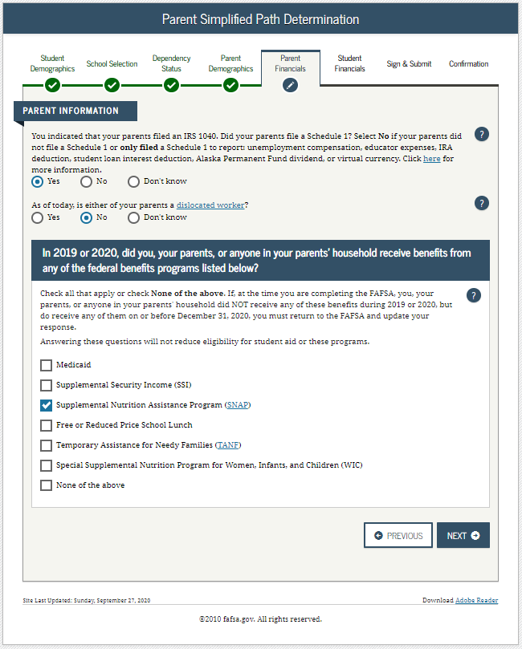 Parent Simplified Path Determination
Student Demographics
School Selection
Dependency Status
Parent Demographics
Parent Financials
Student Financials
Sign & Submit
Confirmation
PARENT INFORMATION
You indicated that your parents filed an IRS 1040. Did your parents file a Schedule 1? Select No if your parents did
not file a Schedule 1 or only filed a Schedule 1 to report: unemployment compensation, educator expenses, IRA
deduction, student loan interest deduction, Alaska Permanent Fund dividend, or virtual currency. Click here for
more information.
?
Yes No Don't know
As of today, is either of your parents a dislocated worker?
?
Yes No Don't know
In 2019 or 2020, did you, your parents, or anyone in your parents' household receive benefits from
any of the federal benefits programs listed below?
Check all that apply or check None of the above. If, at the time you are completing the FAFSA, you, your
parents, or anyone in your parents' household did NOT receive any of these benefits during 2019 or 2020, but
do receive any of them on or before December 31, 2020, you must return to the FAFSA and update your
response.
?
Answering these questions will not reduce eligibility for student aid or these programs.
Medicaid
Supplemental Security Income (SSI)
Supplemental Nutrition Assistance Program (SNAP)
Free or Reduced Price School Lunch
Temporary Assistance for Needy Families (TANF)
Special Supplemental Nutrition Program for Women, Infants, and Children (WIC)
None of the above
PREVIOUS NEXT
Site Last Updated: Sunday, September 27, 2020
Download Adobe Reader
©2010 fafsa.gov. All rights reserved.